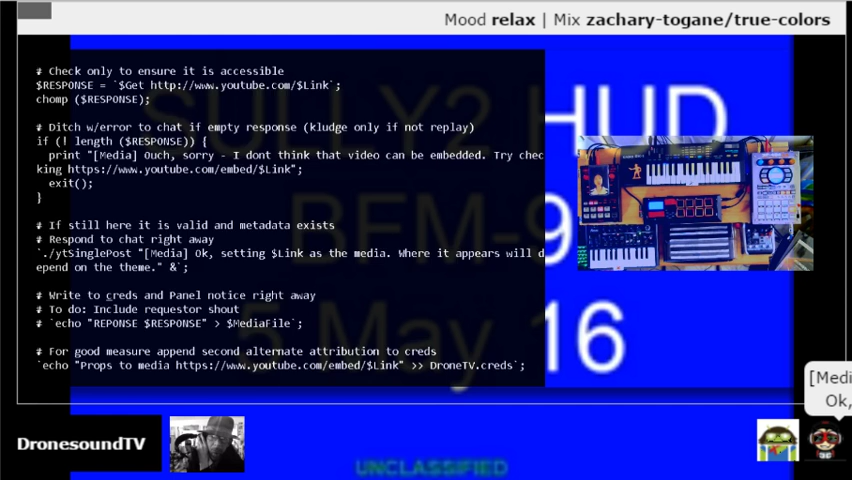 Mood relax | Mix zachary-togane/true-colors
# Check only to ensure it is accessible
$RESPONSE = `$Get http://www.youtube.com/$Link`;
chomp ($RESPONSE);
# Ditch w/error to chat if empty response (kludge only if not replay)
if (! length ($RESPONSE)) {
print "[Media] Ouch, sorry - I dont think that video can be embedded. Try chec
king https://www.youtube.com/embed/$Link";
exit();
}
# If still here it is valid and metadata exists
# Respond to chat right away
`./ytSinglePost "[Media] Ok, setting $Link as the media. Where it appears will d
epend on the theme." &`;
# Write to creds and Panel notice right away
# To do: Include requestor shout
# `echo "REPONSE $RESPONSE" > $MediaFile`;
# For good measure append second alternate attribution to creds
`echo "Props to media https://www.youtube.com/embed/$Link" >> DroneTV.creds`;
SULLY2 HUD
BFM-9
5 May 16
[Medi
Ok,
DronesoundTV
UNCLASSIFIED